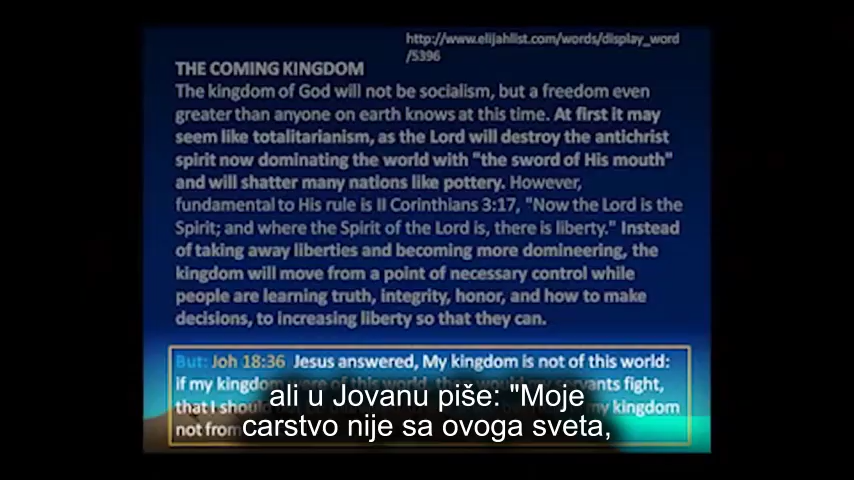 http://www.elijahlist.com/words/display_word
/5396
THE COMING KINGDOM
The kingdom of God will not be socialism, but a freedom even
greater than anyone on earth knows at this time. At first it may
seem like totalitarianism, as the Lord will destroy the antichrist
spirit now dominating the world with "the sword of His mouth"
and will shatter many nations like pottery. However,
fundamental to His rule is II Corinthians 3:17, "Now the Lord is the
Spirit; and where the Spirit of the Lord is, there is liberty." Instead
of taking away liberties and becoming more domineering, the
kingdom will move from a point of necessary control while
people are learning truth, integrity, honor, and how to make
decisions, to increasing liberty so that they can.
But: Joh 18:36 Jesus answered, My kingdom is not of this world:
if my kingdom were of this world, servants fight,
that I should my kingdom
not from
ali u Jovanu piše: "Moje
carstvo nije sa ovoga sveta,